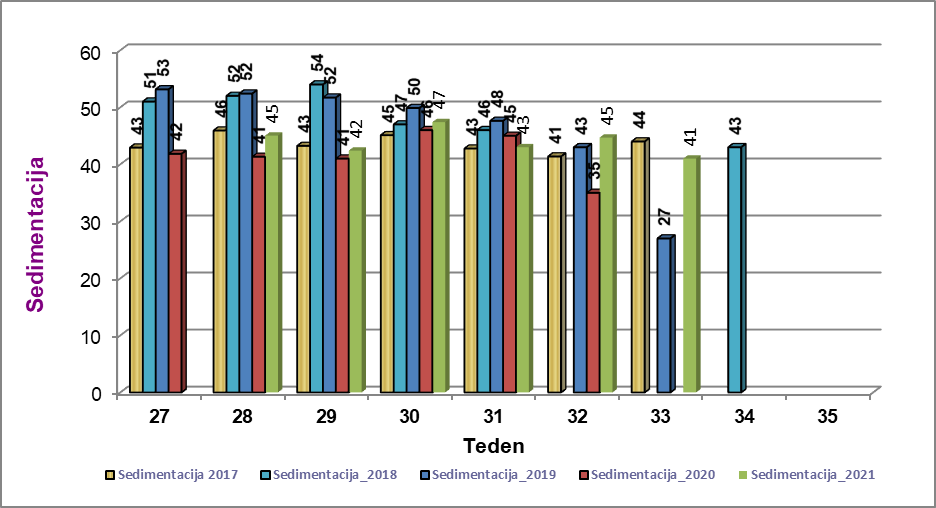 60
50
40
30
20
10
0
Sedimentacija
43 51 53 42
46 52 52 41 45
43 54 52 41 42
45 47 50 46 47
43 46 48 45 43
41 43 35 45
44 27 41
43
27 28 29 30 31 32 33 34 35
Teden
Sedimentacija 2017 Sedimentacija_2018 Sedimentacija_2019 Sedimentacija_2020 Sedimentacija_2021